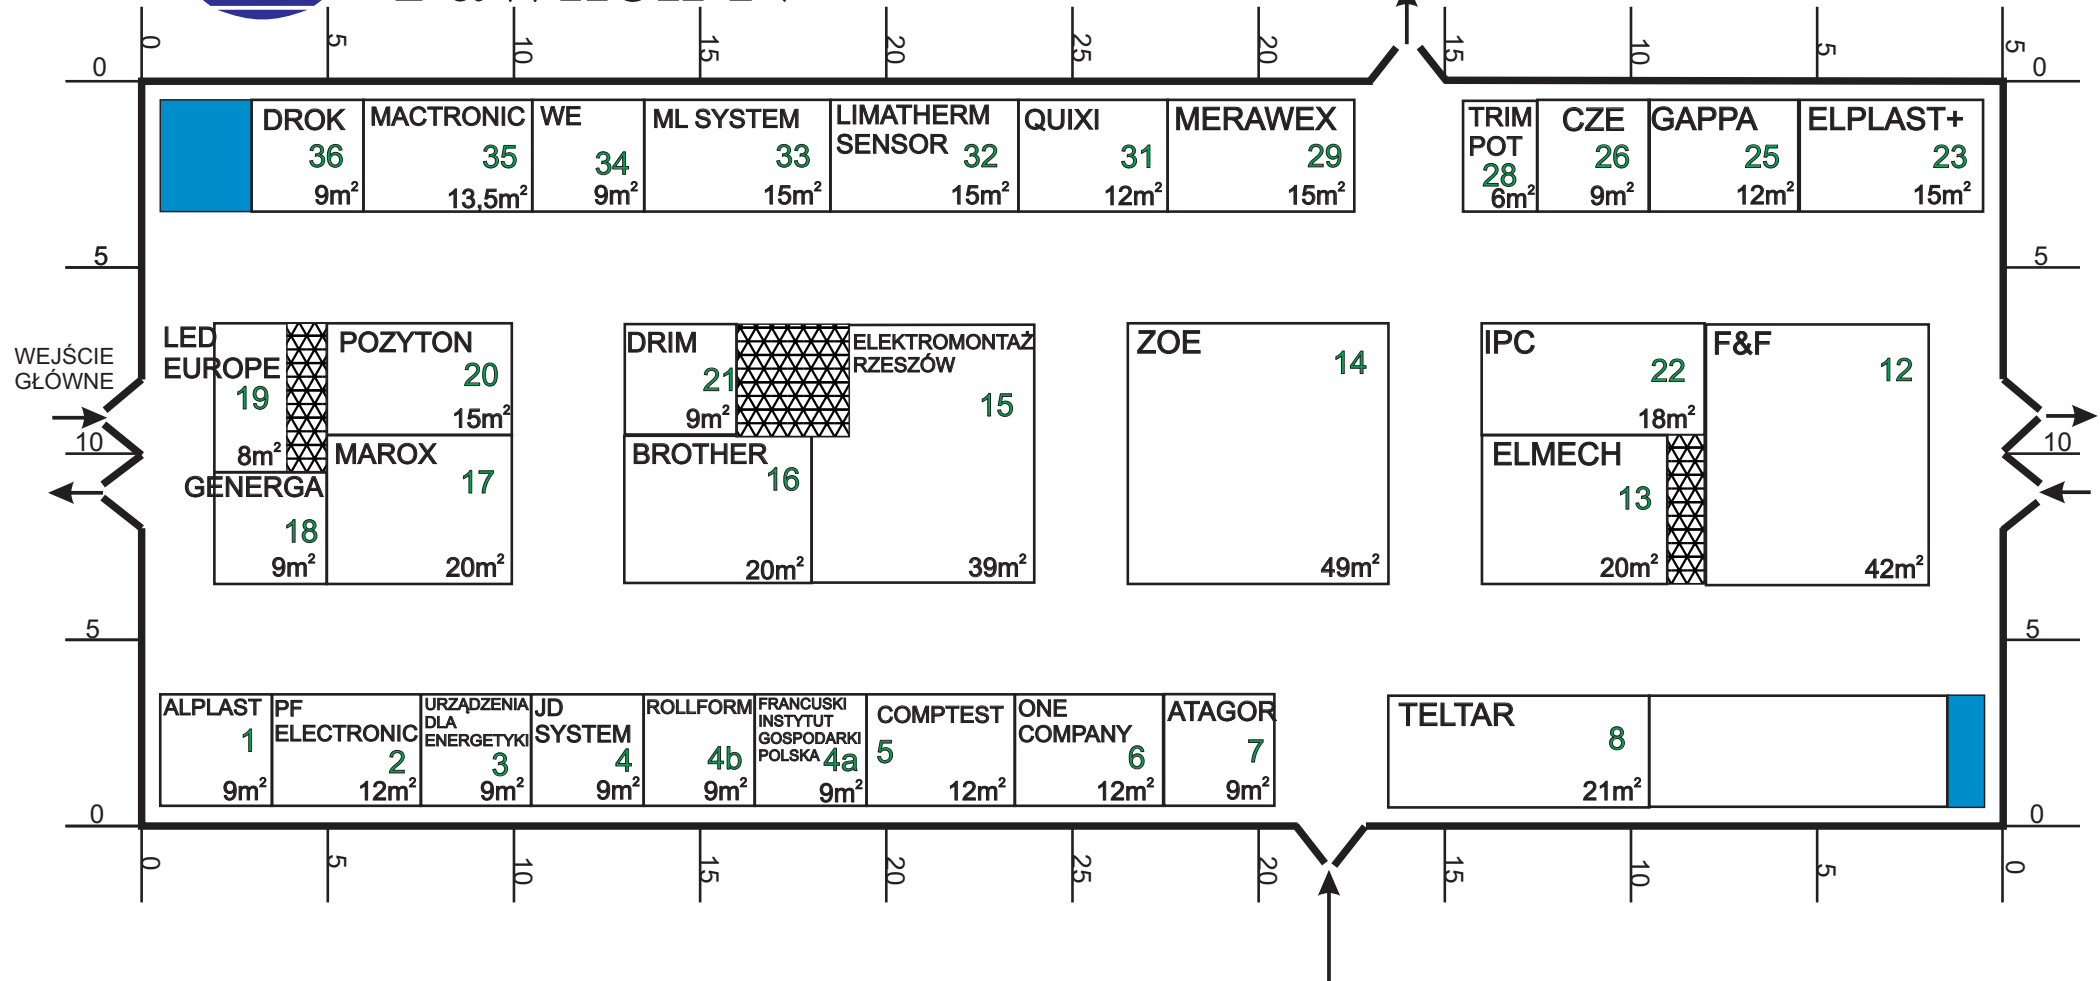 0 5 10 15 20 25 20 15 10 5 5
0
0
DROK
36
9m²
MACTRONIC
35
13,5m²
WE
34
9m²
ML SYSTEM
33
15m²
LIMATHERM
SENSOR
32
15m²
QUIXI
31
12m²
MERAWEX
29
15m²
TRIM
POT
28
6m²
CZE
26
9m²
GAPPA
25
12m²
ELPLAST+
23
15m²
5
5
WEJŚCIE
GŁÓWNE
LED
EUROPE
19
8m²
POZYTON
20
15m²
GENERGA
18
9m²
MAROX
17
20m²
DRIM
21
9m²
ELEKTROMONTAŻ
RZESZÓW
15
39m²
BROTHER
16
20m²
ZOE
14
49m²
IPC
22
18m²
F&F
12
42m²
ELMECH
13
20m²
10
10
5
5
ALPLAST
1
9m²
PF
ELECTRONIC
2
12m²
URZĄDZENIA
DLA
ENERGETYKI
3
9m²
JD
SYSTEM
4
9m²
ROLLFORM
4b
9m²
FRANCUSKI
INSTYTUT
GOSPODARKI
POLSKA
4a
9m²
COMPTEST
5
12m²
ONE
COMPANY
6
12m²
ATAGOR
7
9m²
TELTAR
8
21m²
0
0
0 5 10 15 20 25 20 15 10 5 0